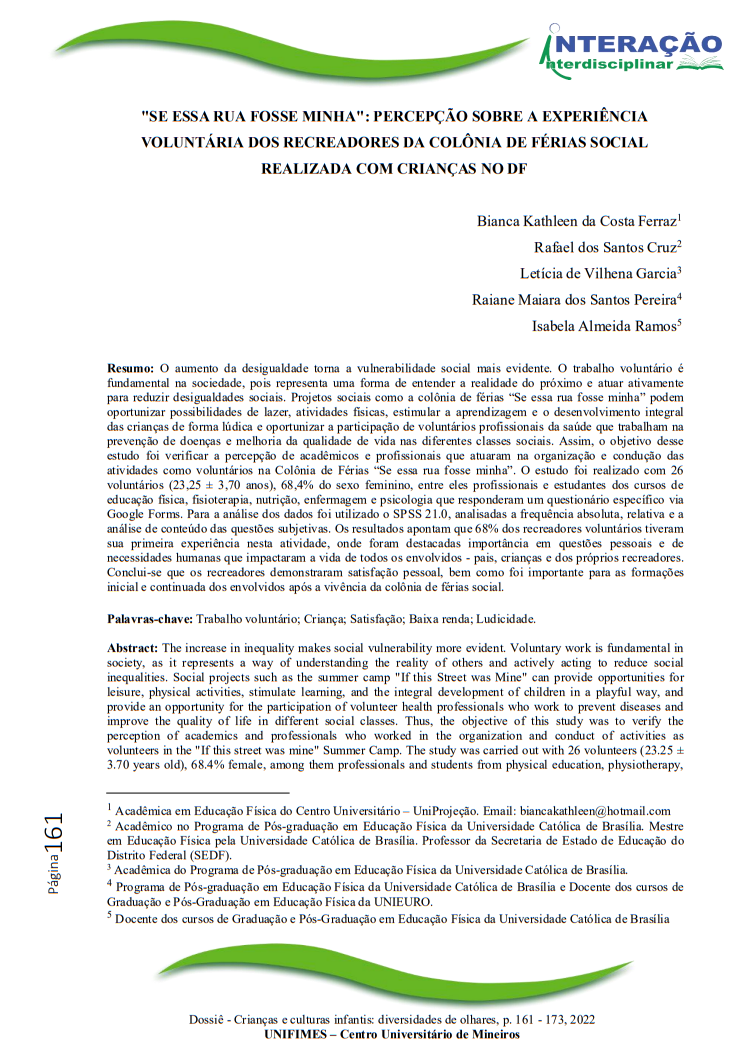 iNTERAÇÃO
interdisciplinar
"SE ESSA RUA FOSSE MINHA": PERCEPÇÃO SOBRE A EXPERIÊNCIA
VOLUNTÁRIA DOS RECREADORES DA COLÔNIA DE FÉRIAS SOCIAL
REALIZADA COM CRIANÇAS NO DF
Bianca Kathleen da Costa Ferraz¹
Rafael dos Santos Cruz²
Letícia de Vilhena Garcia³
Raiane Maiara dos Santos Pereira⁴
Isabela Almeida Ramos⁵
Resumo: O aumento da desigualdade torna a vulnerabilidade social mais evidente. O trabalho voluntário é
fundamental na sociedade, pois representa uma forma de entender a realidade do próximo e atuar ativamente
para reduzir desigualdades sociais. Projetos sociais como a colônia de férias “Se essa rua fosse minha” podem
oportunizar possibilidades de lazer, atividades físicas, estimular a aprendizagem e o desenvolvimento integral
das crianças de forma lúdica e oportunizar a participação de voluntários profissionais da saúde que trabalham na
prevenção de doenças e melhoria da qualidade de vida nas diferentes classes sociais. Assim, o objetivo desse
estudo foi verificar a percepção de acadêmicos e profissionais que atuaram na organização e condução das
atividades como voluntários na Colônia de Férias “Se essa rua fosse minha”. O estudo foi realizado com 26
voluntários (23,25 ± 3,70 anos), 68,4% do sexo feminino, entre eles profissionais e estudantes dos cursos de
educação física, fisioterapia, nutrição, enfermagem e psicologia que responderam um questionário específico via
Google Forms. Para a análise dos dados foi utilizado o SPSS 21.0, analisadas a frequência absoluta, relativa e a
análise de conteúdo das questões subjetivas. Os resultados apontam que 68% dos recreadores voluntários tiveram
sua primeira experiência nesta atividade, onde foram destacadas importância em questões pessoais e de
necessidades humanas que impactaram a vida de todos os envolvidos - pais, crianças e dos próprios recreadores.
Conclui-se que os recreadores demonstraram satisfação pessoal, bem como foi importante para as formações
inicial e continuada dos envolvidos após a vivência da colônia de férias social.
Palavras-chave: Trabalho voluntário; Criança; Satisfação; Baixa renda; Ludicidade.
Abstract: The increase in inequality makes social vulnerability more evident. Voluntary work is fundamental in
society, as it represents a way of understanding the reality of others and actively acting to reduce social
inequalities. Social projects such as the summer camp "If this Street was Mine" can provide opportunities for
leisure, physical activities, stimulate learning, and the integral development of children in a playful way, and
provide an opportunity for the participation of volunteer health professionals who work to prevent diseases and
improve the quality of life in different social classes. Thus, the objective of this study was to verify the
perception of academics and professionals who worked in the organization and conduct of activities as
volunteers in the "If this street was mine" Summer Camp. The study was carried out with 26 volunteers (23.25 ±
3.70 years old), 68.4% female, among them professionals and students from physical education, physiotherapy,
¹ Acadêmica em Educação Física do Centro Universitário – UniProjeção. Email: biancakathleen@hotmail.com
² Acadêmico no Programa de Pós-graduação em Educação Física da Universidade Católica de Brasília. Mestre
em Educação Física pela Universidade Católica de Brasília. Professor da Secretaria de Estado de Educação do
Distrito Federal (SEDF).
³ Acadêmica do Programa de Pós-graduação em Educação Física da Universidade Católica de Brasília.
⁴ Programa de Pós-graduação em Educação Física da Universidade Católica de Brasília e Docente dos cursos de
Graduação e Pós-Graduação em Educação Física da UNIEURO.
⁵ Docente dos cursos de Graduação e Pós-Graduação em Educação Física da Universidade Católica de Brasília
Página161
Dossiê - Crianças e culturas infantis: diversidades de olhares, p. 161 - 173, 2022
UNIFIMES – Centro Universitário de Mineiros